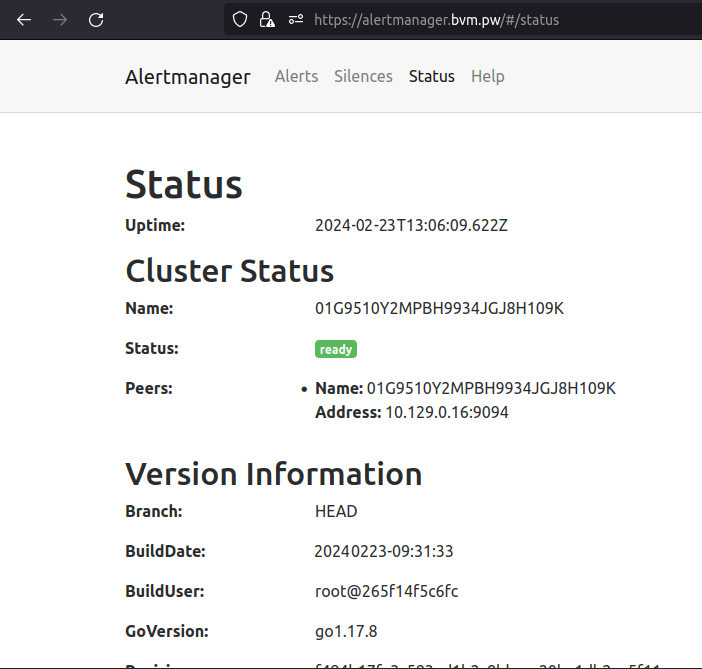 https://alertmanager.bvm.pw/#/status
Alertmanager Alerts Silences Status Help
Status
Uptime: 2024-02-23T13:06:09.622Z
Cluster Status
Name: 01G9510Y2MPBH9934JGJ8H109K
Status: ready
Peers: • Name: 01G9510Y2MPBH9934JGJ8H109K
Address: 10.129.0.16:9094
Version Information
Branch: HEAD
BuildDate: 20240223-09:31:33
BuildUser: root@265f14f5c6fc
GoVersion: go1.17.8